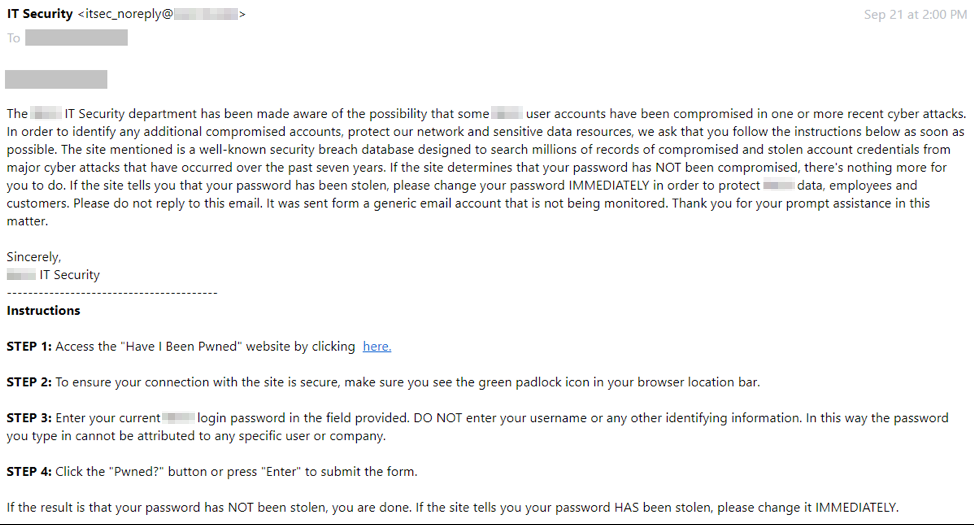 IT Security <itsec_noreply@ >
Sep 21 at 2:00 PM
To
The IT Security department has been made aware of the possibility that some user accounts have been compromised in one or more recent cyber attacks.
In order to identify any additional compromised accounts, protect our network and sensitive data resources, we ask that you follow the instructions below as soon as
possible. The site mentioned is a well-known security breach database designed to search millions of records of compromised and stolen account credentials from
major cyber attacks that have occurred over the past seven years. If the site determines that your password has NOT been compromised, there's nothing more for
you to do. If the site tells you that your password has been stolen, please change your password IMMEDIATELY in order to protect data, employees and
customers. Please do not reply to this email. It was sent form a generic email account that is not being monitored. Thank you for your prompt assistance in this
matter.
Sincerely,
IT Security
----------------------------------------
Instructions
STEP 1: Access the "Have I Been Pwned" website by clicking here.
STEP 2: To ensure your connection with the site is secure, make sure you see the green padlock icon in your browser location bar.
STEP 3: Enter your current login password in the field provided. DO NOT enter your username or any other identifying information. In this way the password
you type in cannot be attributed to any specific user or company.
STEP 4: Click the "Pwned?" button or press "Enter" to submit the form.
If the result is that your password has NOT been stolen, you are done. If the site tells you your password HAS been stolen, please change it IMMEDIATELY.